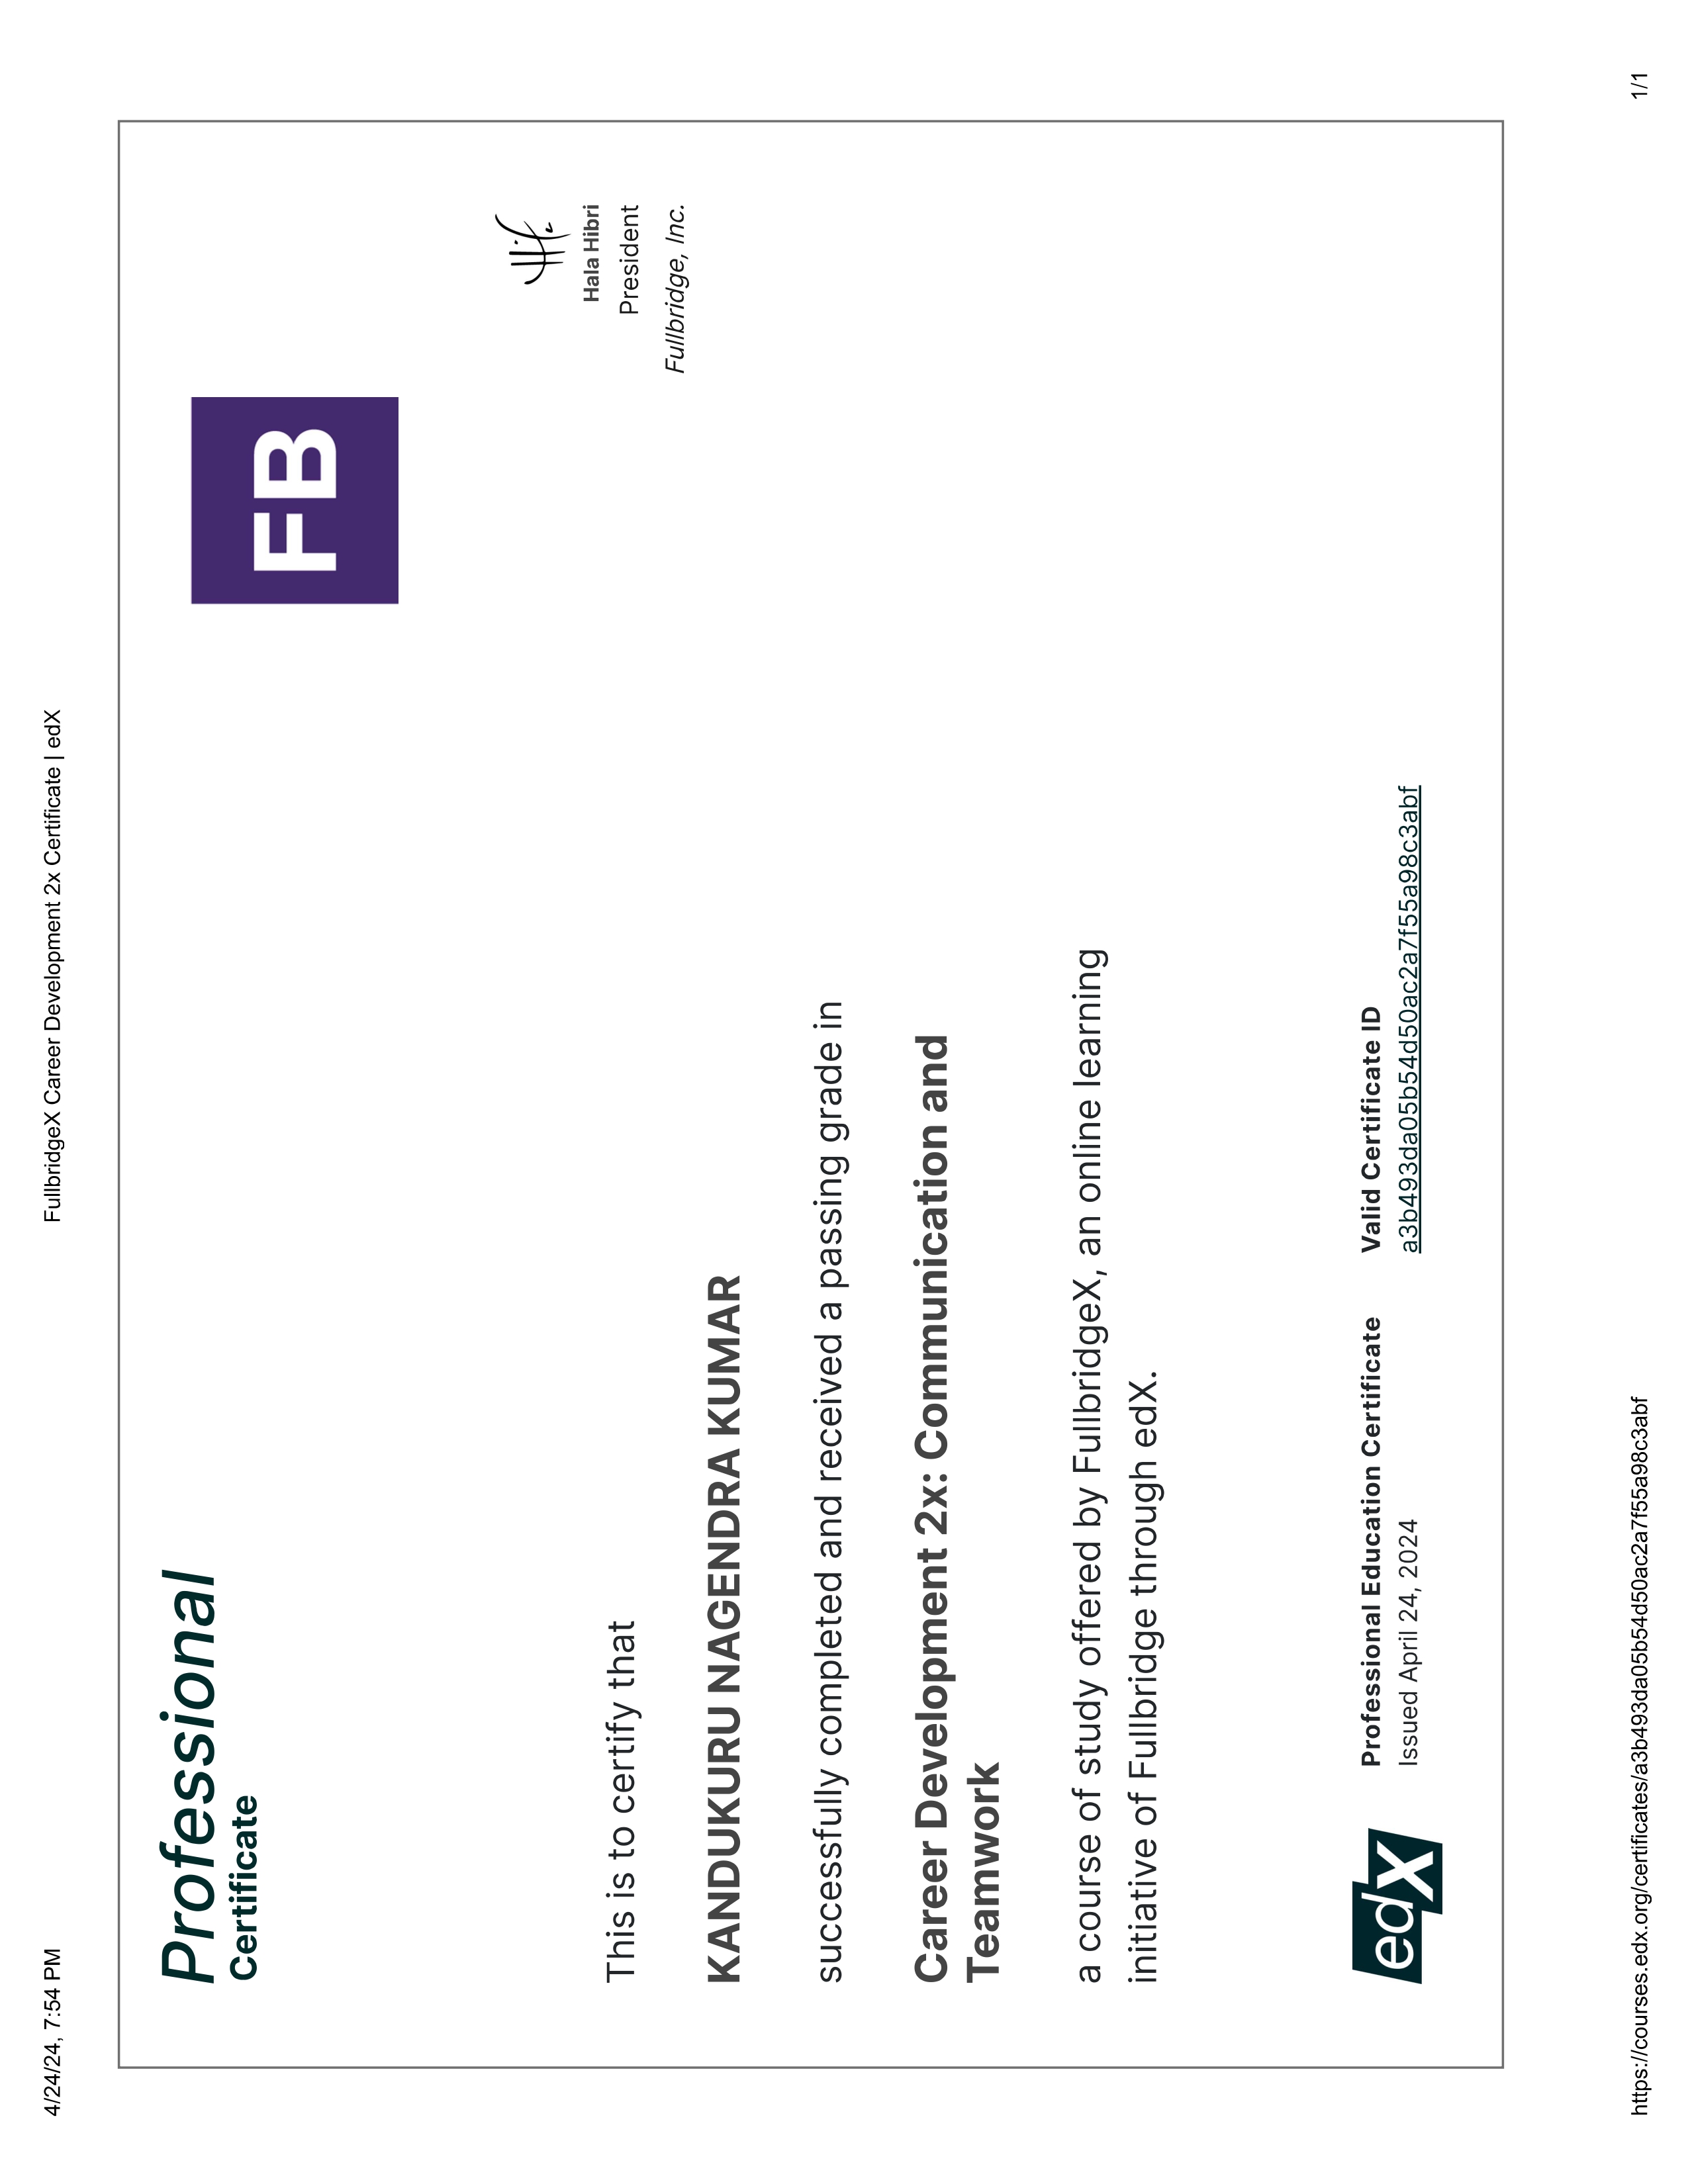 4/24/24, 7:54 PM
FullbridgeX Career Development 2x Certificate | edX
Professional
Certificate
FB
Hala Hibri
President
Fullbridge, Inc.
This is to certify that
KANDUKURU NAGENDRA KUMAR
successfully completed and received a passing grade in
Career Development 2x: Communication and
Teamwork
a course of study offered by FullbridgeX, an online learning
initiative of Fullbridge through edX.
edX
Professional Education Certificate
Issued April 24, 2024
Valid Certificate ID
a3b493da05b54d50ac2a7f55a98c3abf
https://courses.edx.org/certificates/a3b493da05b54d50ac2a7f55a98c3abf
1/1